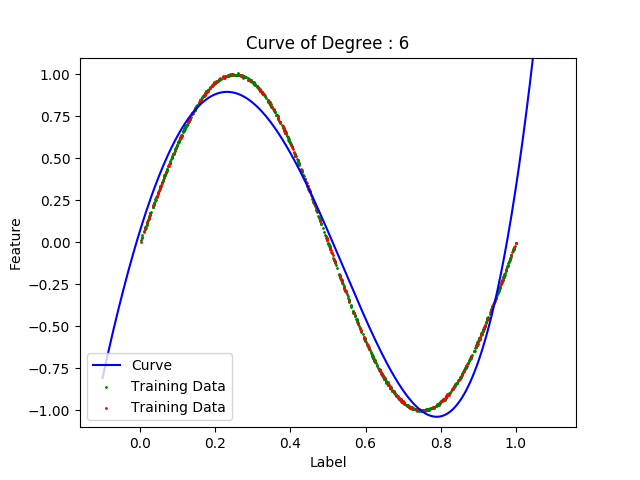 Curve of Degree : 6
1.00
0.75
0.50
0.25
0.00
−0.25
−0.50
−0.75
−1.00
Feature
Curve
Training Data
Training Data
0.0 0.2 0.4 0.6 0.8 1.0
Label